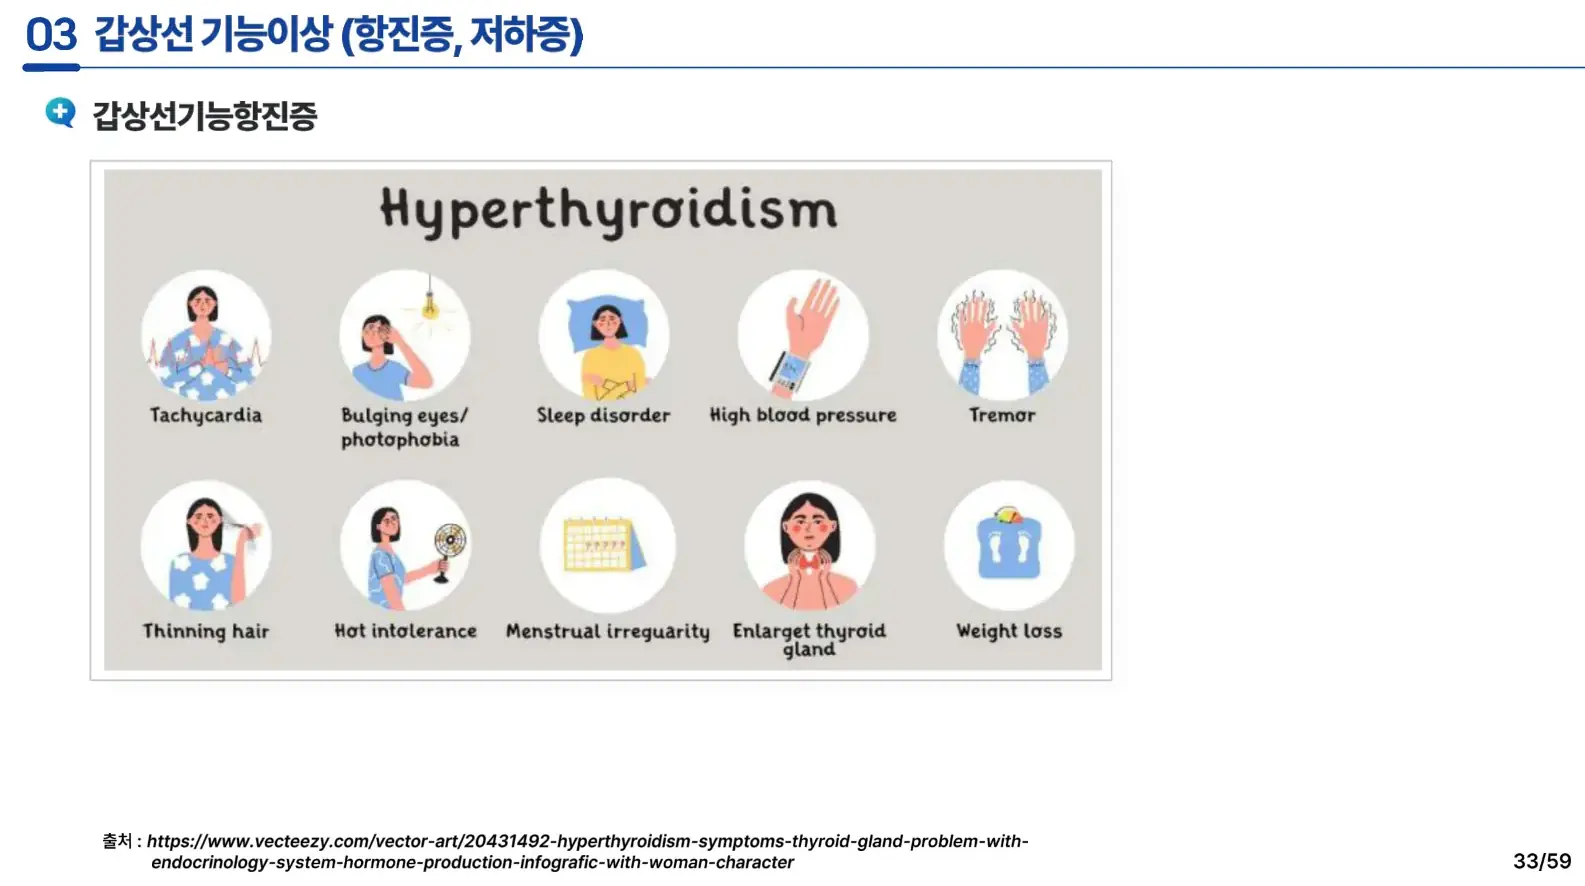 03 갑상선 기능이상 (항진증, 저하증)
갑상선기능항진증
Hyperthyroidism
Tachycardia
Bulging eyes/
photophobia
Sleep disorder
High blood pressure
Tremor
Thinning hair
Hot intolerance
Menstrual irreguarity
Enlarget thyroid
gland
Weight loss
출처 : https://www.vecteezy.com/vector-art/20431492-hyperthyroidism-symptoms-thyroid-gland-problem-with-
endocrinology-system-hormone-production-infografic-with-woman-character
33/59